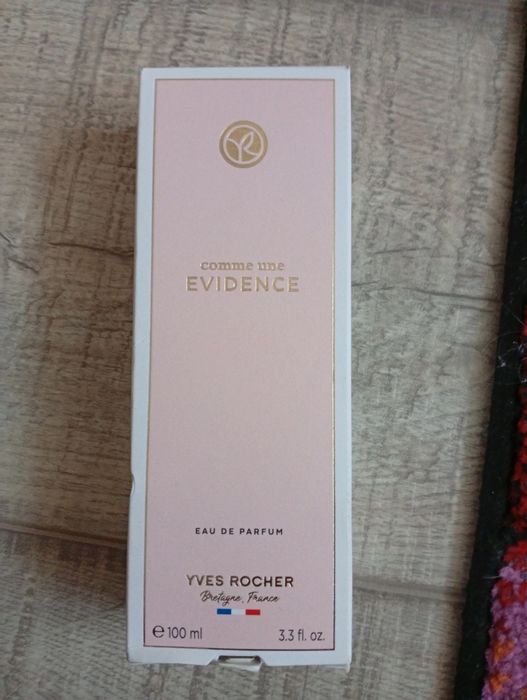 comme une
EVIDENCE
EAU DE PARFUM
YVES ROCHER
Bretagne, France
℮ 100 ml 3.3 fl. oz.